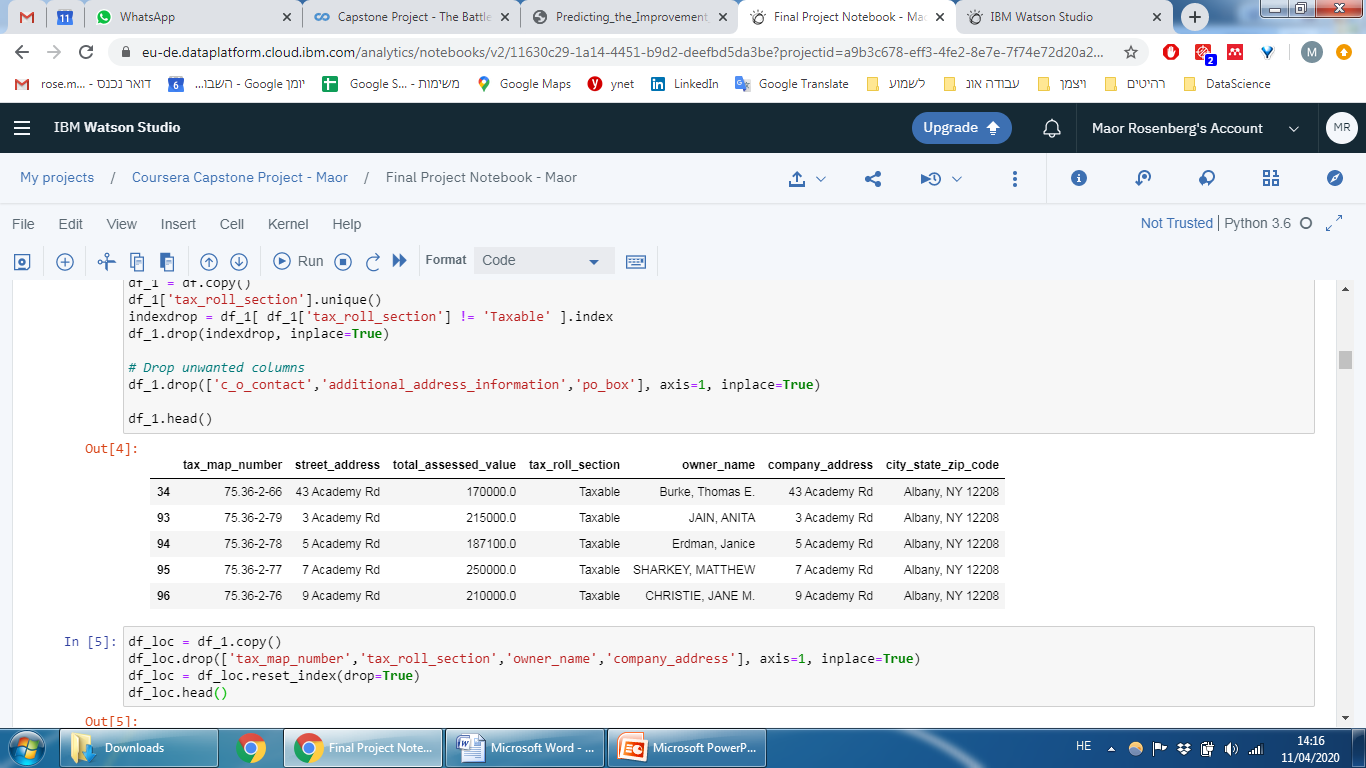 WhatsApp
Capstone Project - The Battle
Predicting_the_Improvement
Final Project Notebook - Mao
IBM Watson Studio
eu-de.dataplatform.cloud.ibm.com/analytics/notebooks/v2/11630c29-1a14-4451-b9d2-deefbd5da3be?projectid=a9b3c678-eff3-4fe2-8e7e-7f74e72d20a2...
2
M
rose.m... - דואר נכנס
6
יומן Google - השבו...
Google S... - משימות
Google Maps
ynet
LinkedIn
Google Translate
לשמוע
עבודה אונ
ויצמן
רהיטים
DataScience
IBM Watson Studio
Upgrade
Maor Rosenberg's Account
MR
My projects / Coursera Capstone Project - Maor / Final Project Notebook - Maor
File Edit View Insert Cell Kernel Help
Not Trusted | Python 3.6
Run
Format
Code
df_1 = df.copy()
df_1['tax_roll_section'].unique()
indexdrop = df_1[ df_1['tax_roll_section'] != 'Taxable' ].index
df_1.drop(indexdrop, inplace=True)
# Drop unwanted columns
df_1.drop(['c_o_contact','additional_address_information','po_box'], axis=1, inplace=True)
df_1.head()
Out[4]:
tax_map_number street_address total_assessed_value tax_roll_section owner_name company_address city_state_zip_code
34 75.36-2-66 43 Academy Rd 170000.0 Taxable Burke, Thomas E. 43 Academy Rd Albany, NY 12208
93 75.36-2-79 3 Academy Rd 215000.0 Taxable JAIN, ANITA 3 Academy Rd Albany, NY 12208
94 75.36-2-78 5 Academy Rd 187100.0 Taxable Erdman, Janice 5 Academy Rd Albany, NY 12208
95 75.36-2-77 7 Academy Rd 250000.0 Taxable SHARKEY, MATTHEW 7 Academy Rd Albany, NY 12208
96 75.36-2-76 9 Academy Rd 210000.0 Taxable CHRISTIE, JANE M. 9 Academy Rd Albany, NY 12208
In [5]:
df_loc = df_1.copy()
df_loc.drop(['tax_map_number','tax_roll_section','owner_name','company_address'], axis=1, inplace=True)
df_loc = df_loc.reset_index(drop=True)
df_loc.head()
Out[5]:
Downloads
Final Project Note...
Microsoft Word - ...
Microsoft PowerP...
HE
14:16
11/04/2020